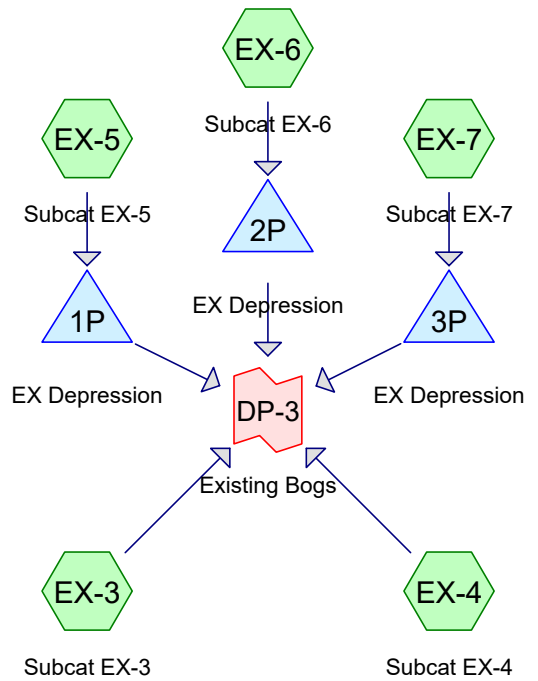 EX-6
Subcat EX-6
EX-5
Subcat EX-5
EX-7
Subcat EX-7
2P
EX Depression
1P
EX Depression
3P
EX Depression
DP-3
Existing Bogs
EX-3
Subcat EX-3
EX-4
Subcat EX-4